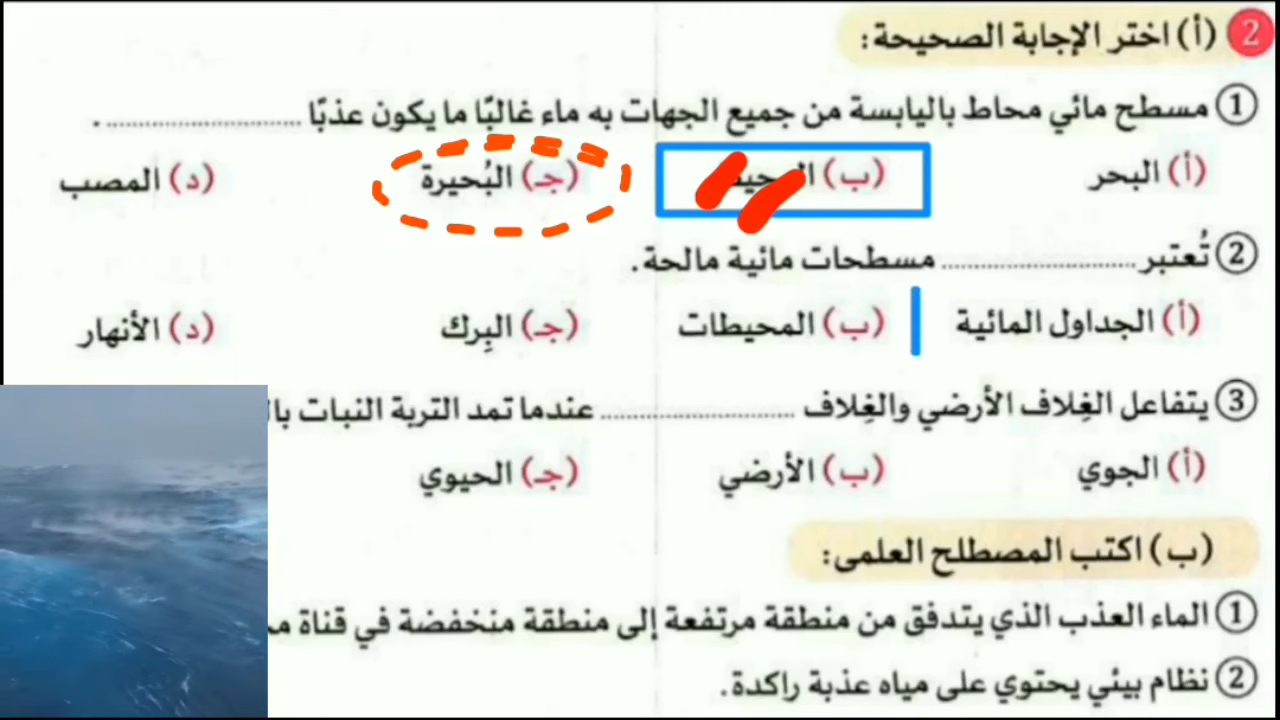 2 (أ) اختر الإجابة الصحيحة:
1 مسطح مائي محاط باليابسة من جميع الجهات به ماء غالبًا ما يكون عذبًا ..............................
(أ) البحر (ب) (جـ) البُحيرة (د) المصب
2 تُعتبر .............................. مسطحات مائية مالحة.
(أ) الجداول المائية (ب) المحيطات (جـ) البِرك (د) الأنهار
3 يتفاعل الغِلاف الأرضي والغِلاف .............................. عندما تمد التربة النبات
(أ) الجوي (ب) الأرضي (جـ) الحيوي
(ب) اكتب المصطلح العلمى:
1 الماء العذب الذي يتدفق من منطقة مرتفعة إلى منطقة منخفضة في قناة
2 نظام بيئي يحتوي على مياه عذبة راكدة.